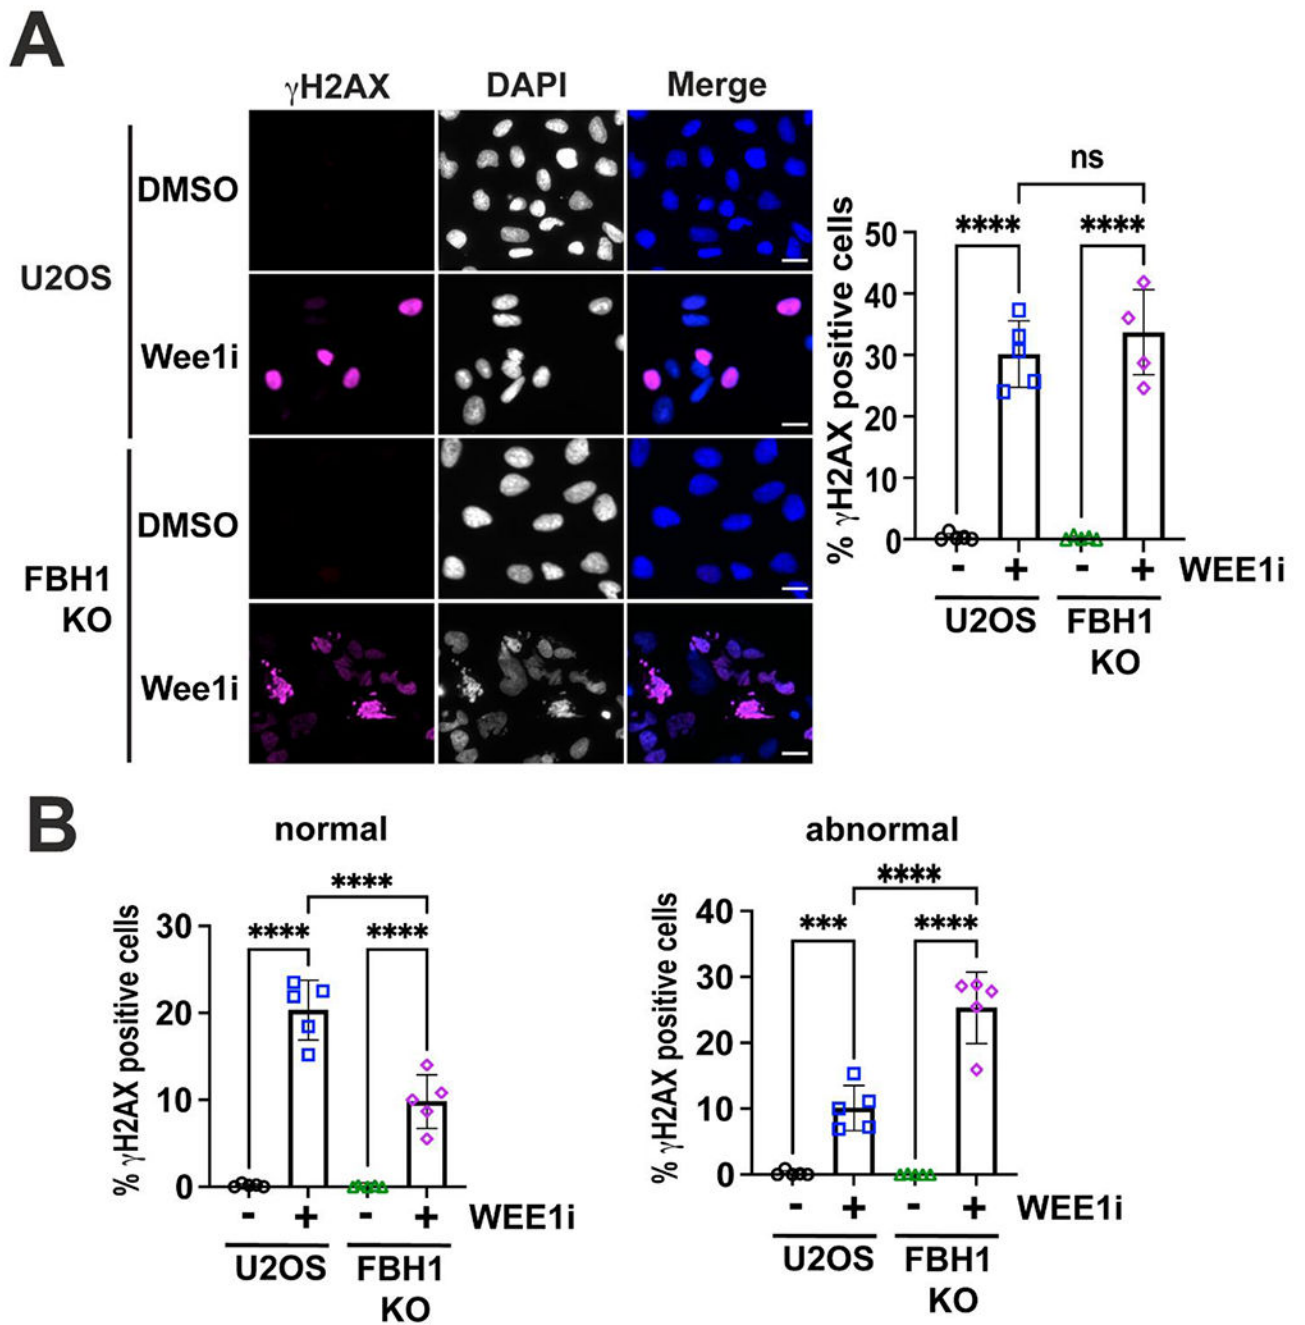 A
γH2AX DAPI Merge
U2OS
DMSO
Wee1i
FBH1
KO
DMSO
Wee1i
% γH2AX positive cells
50
40
30
20
10
0
ns
**** ****
- + - + WEE1i
U2OS FBH1
KO
B
normal
% γH2AX positive cells
30
20
10
0
****
**** ****
- + - + WEE1i
U2OS FBH1
KO
abnormal
% γH2AX positive cells
40
30
20
10
0
****
*** ****
- + - + WEE1i
U2OS FBH1
KO